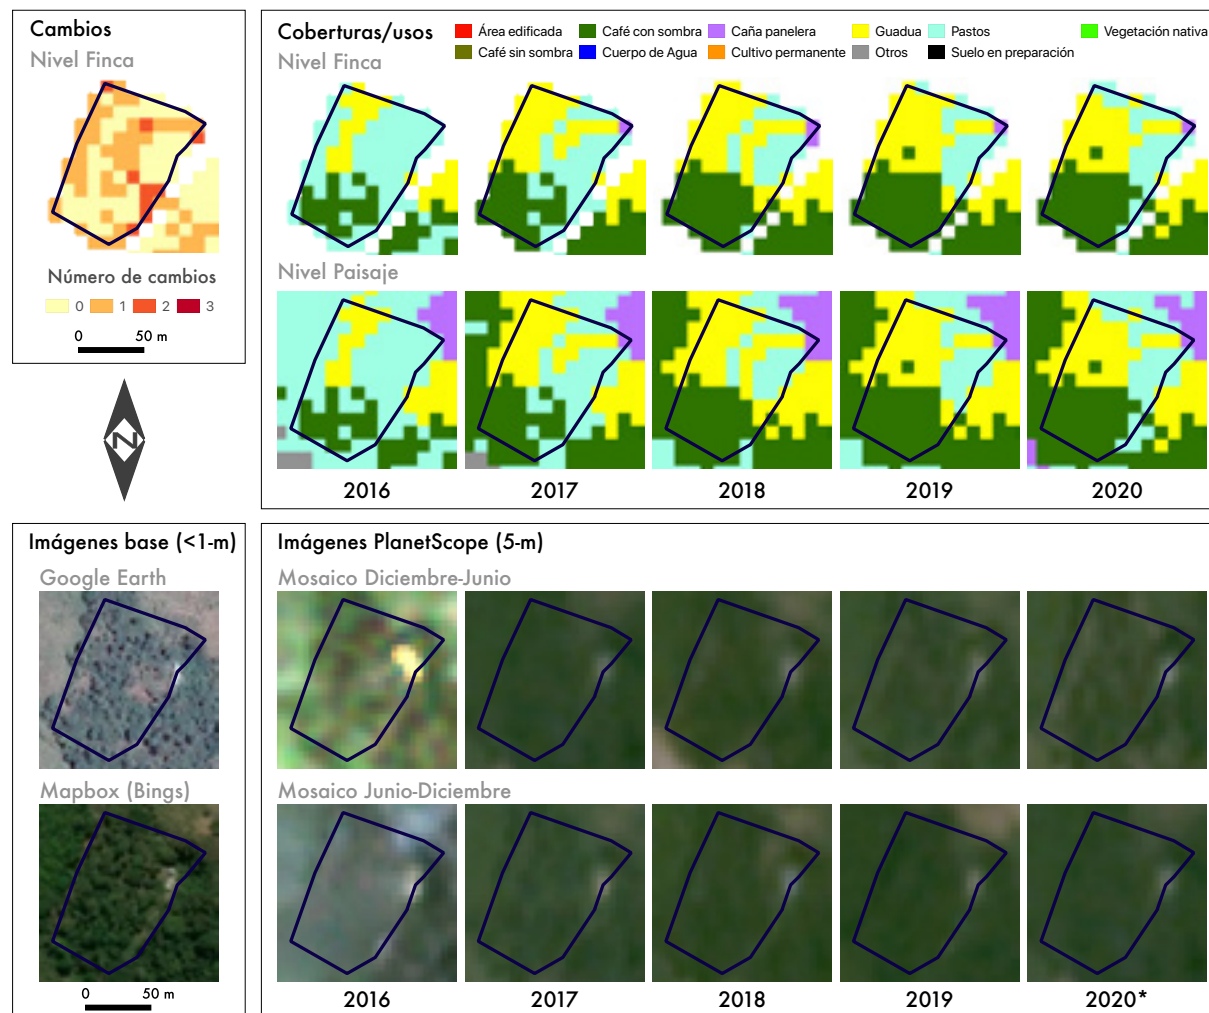 Cambios
Nivel Finca
Número de cambios
0 1 2 3
0 50 m
N
Coberturas/usos
Área edificada Café con sombra Caña panelera Guadua Pastos Vegetación nativa
Café sin sombra Cuerpo de Agua Cultivo permanente Otros Suelo en preparación
Nivel Finca
Nivel Paisaje
2016 2017 2018 2019 2020
Imágenes base (<1-m)
Google Earth
Mapbox (Bings)
0 50 m
Imágenes PlanetScope (5-m)
Mosaico Diciembre-Junio
Mosaico Junio-Diciembre
2016 2017 2018 2019 2020*